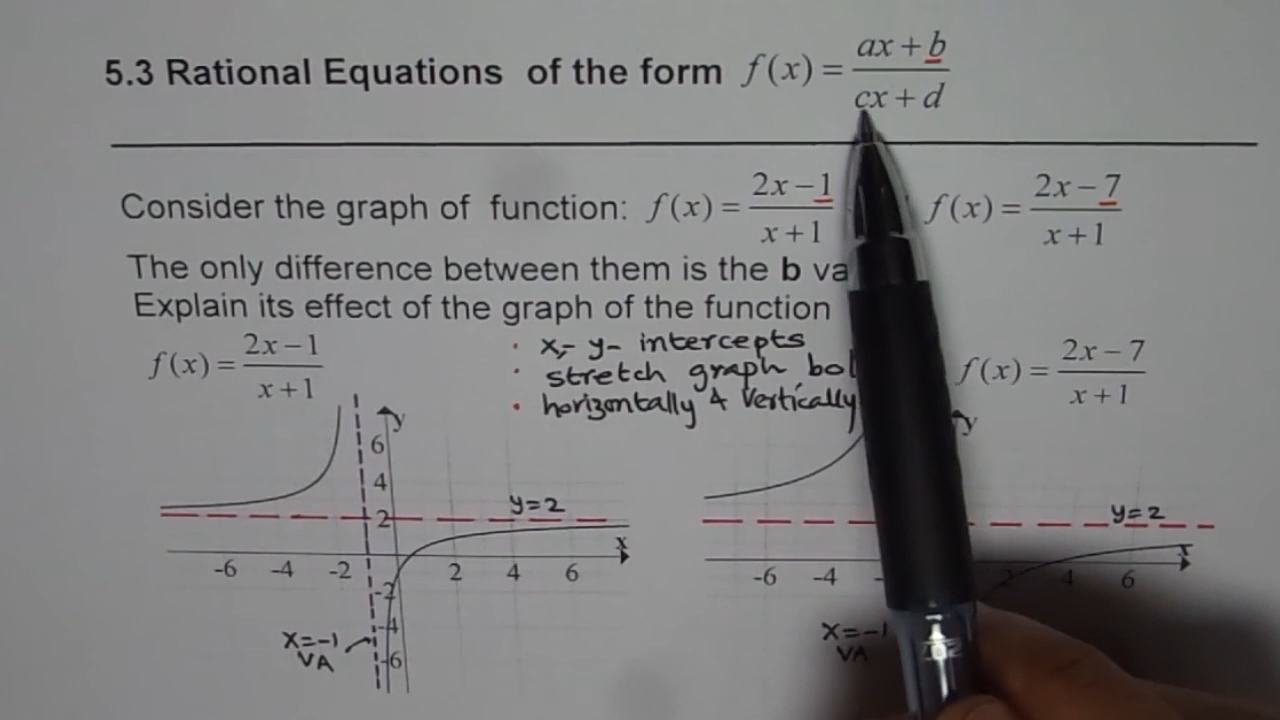 5.3 Rational Equations of the form f(x) = (ax + b)/(cx + d)
Consider the graph of function: f(x) = (2x − 1)/(x + 1) f(x) = (2x − 7)/(x + 1)
The only difference between them is the b
Explain its effect of the graph of the function
f(x) = (2x − 1)/(x + 1)
• x,- y- intercepts
• stretch graph
• horizontally & vertically
f(x) = (2x − 7)/(x + 1)
y
6
4
2
y=2
x
-6 -4 -2 2 4 6
-2
-4
-6
x=-1
VA
y
y=2
x
-6 -4 2 4 6
x=-1
VA